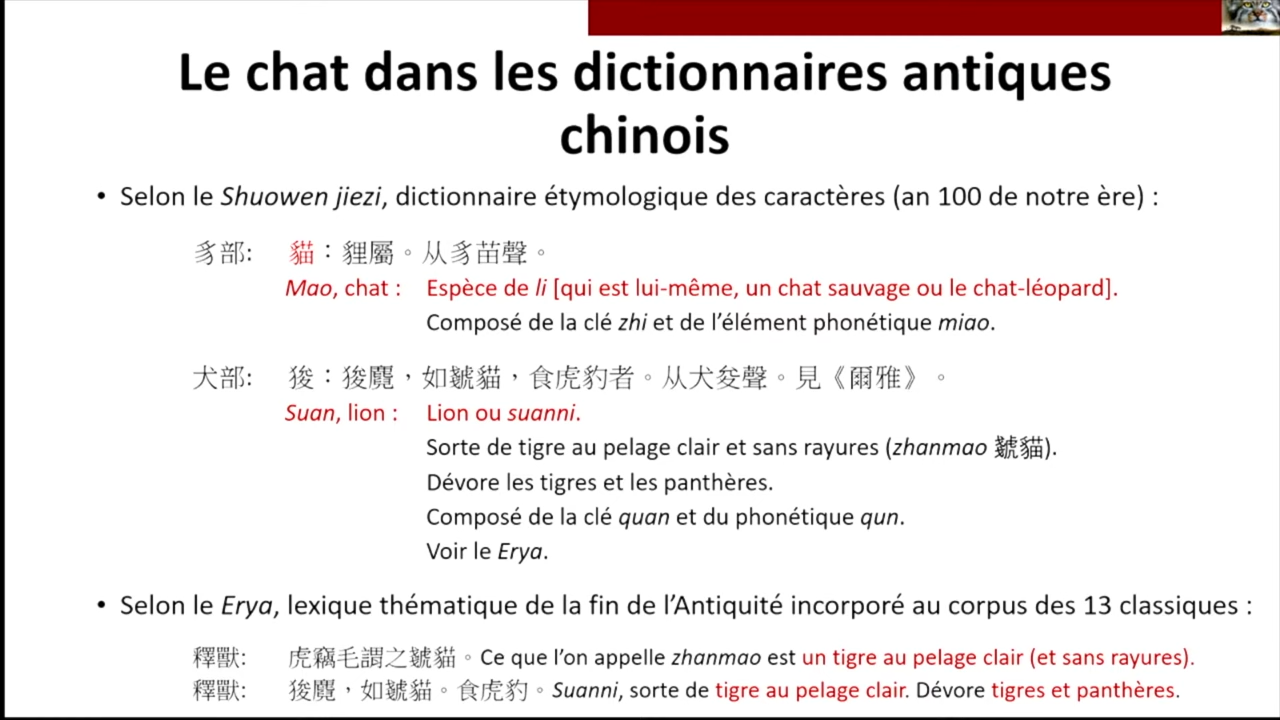 Le chat dans les dictionnaires antiques
chinois
• Selon le Shuowen jiezi, dictionnaire étymologique des caractères (an 100 de notre ère) :
豸部: 貓：貍屬。从豸苗聲。
Mao, chat : Espèce de li [qui est lui-même, un chat sauvage ou le chat-léopard].
Composé de la clé zhi et de l’élément phonétique miao.
犬部: 狻：狻麑，如虦貓，食虎豹者。从犬夋聲。見《爾雅》。
Suan, lion : Lion ou suanni.
Sorte de tigre au pelage clair et sans rayures (zhanmao 虦貓).
Dévore les tigres et les panthères.
Composé de la clé quan et du phonétique qun.
Voir le Erya.
• Selon le Erya, lexique thématique de la fin de l’Antiquité incorporé au corpus des 13 classiques :
釋獸: 虎竊毛謂之虦貓。Ce que l’on appelle zhanmao est un tigre au pelage clair (et sans rayures).
釋獸: 狻麑，如虦貓。食虎豹。Suanni, sorte de tigre au pelage clair. Dévore tigres et panthères.